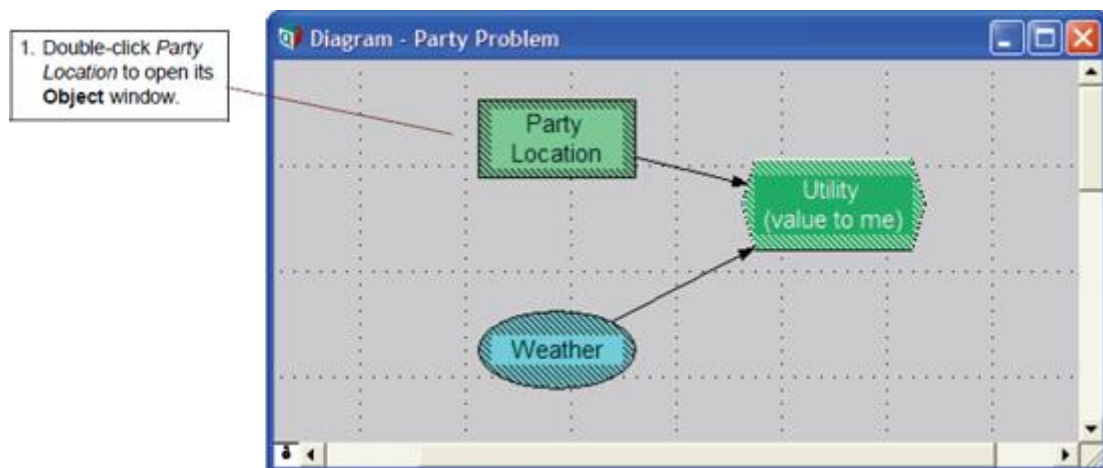 1. Double-click Party
Location to open its
Object window.
Diagram - Party Problem
Party
Location
Utility
(value to me)
Weather